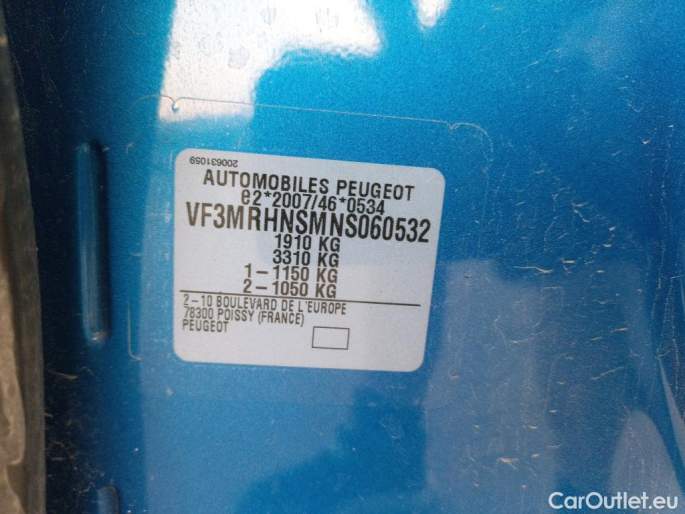 200631059
AUTOMOBILES PEUGEOT
e2*2007/46*0534
VF3MRHNSMNS060532
1910 KG
3310 KG
1-1150 KG
2-1050 KG
2-10 BOULEVARD DE L'EUROPE
78300 POISSY (FRANCE)
PEUGEOT
CarOutlet.eu